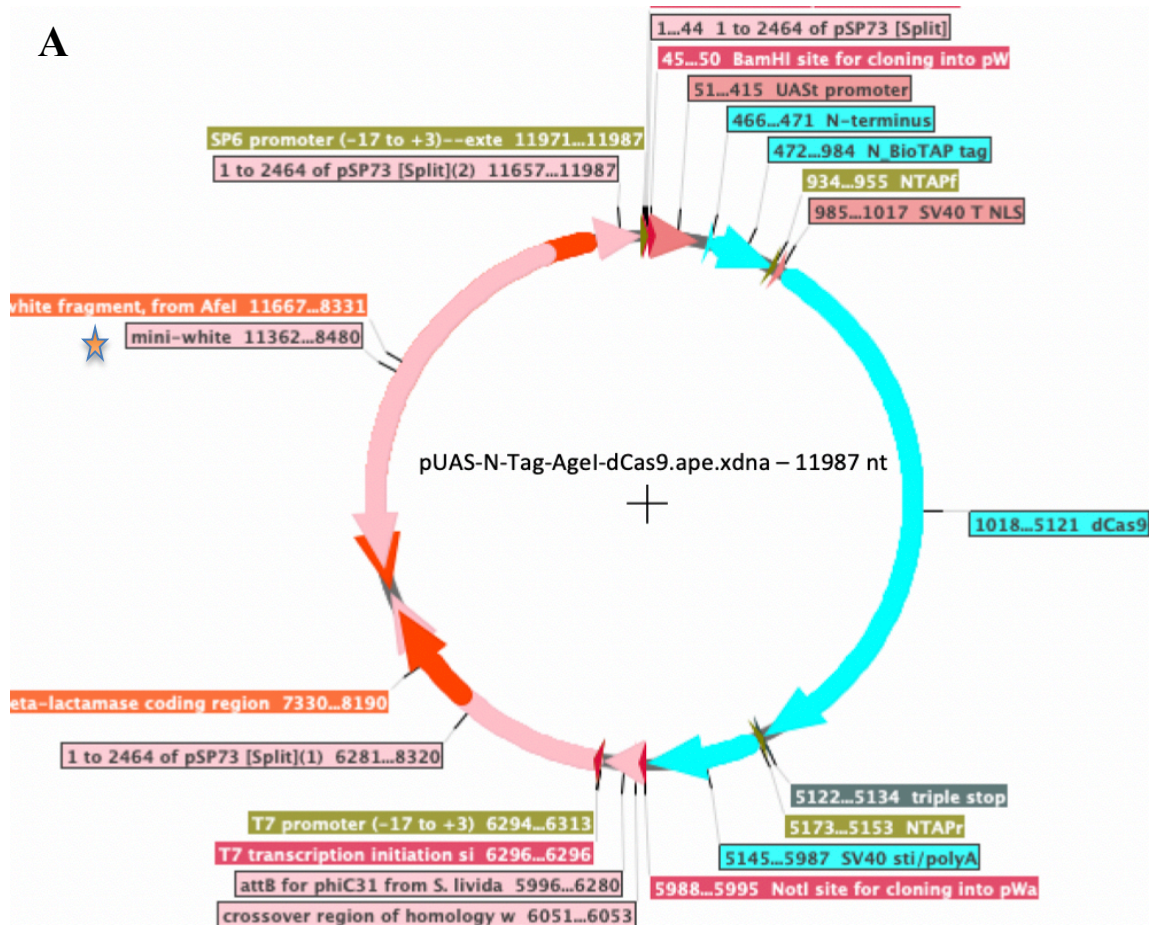 A
1...44 1 to 2464 of pSP73 [Split]
45...50 BamHI site for cloning into pW
51...415 UASt promoter
466...471 N-terminus
472...984 N_BioTAP tag
934...955 NTAPf
985...1017 SV40 T NLS
SP6 promoter (-17 to +3)--exte 11971...11987
1 to 2464 of pSP73 [Split](2) 11657...11987
white fragment, from AfeI 11667...8331
mini-white 11362...8480
pUAS-N-Tag-AgeI-dCas9.ape.xdna – 11987 nt
1018...5121 dCas9
eta-lactamase coding region 7330...8190
1 to 2464 of pSP73 [Split](1) 6281...8320
5122...5134 triple stop
5173...5153 NTAPr
5145...5987 SV40 sti/polyA
5988...5995 NotI site for cloning into pWa
T7 promoter (-17 to +3) 6294...6313
T7 transcription initiation si 6296...6296
attB for phiC31 from S. livida 5996...6280
crossover region of homology w 6051...6053